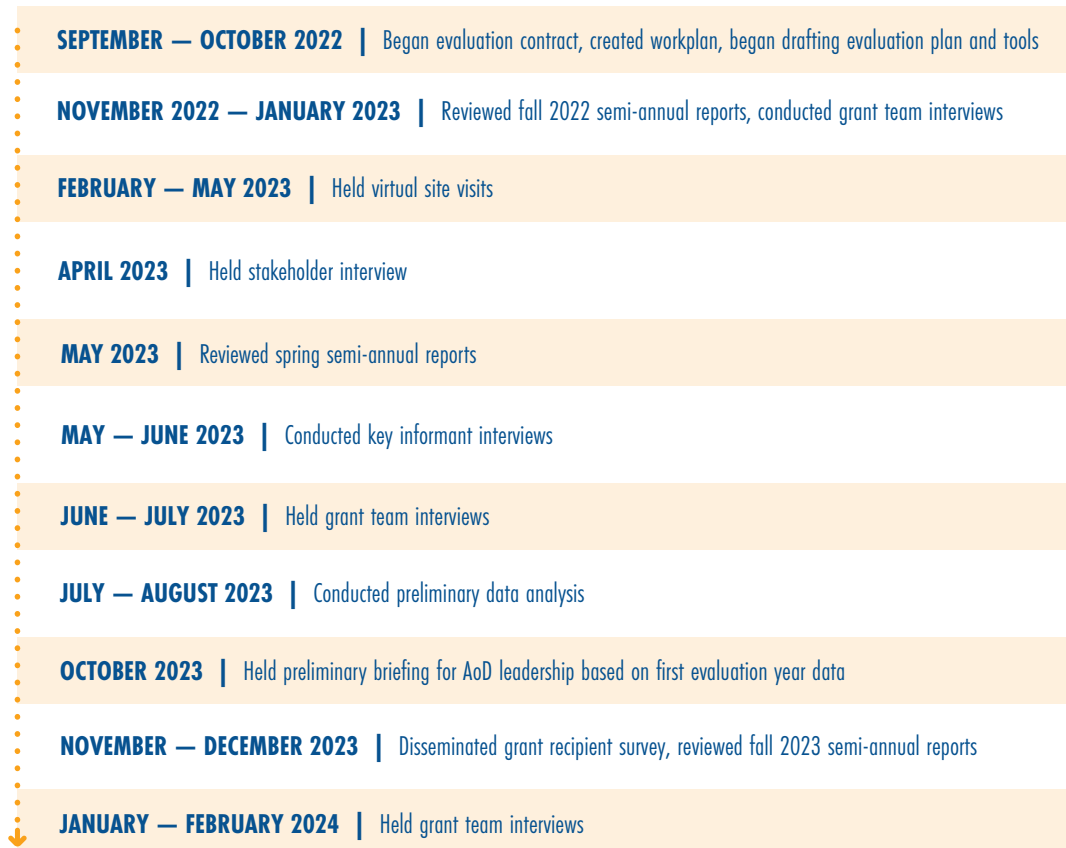 SEPTEMBER — OCTOBER 2022 | Began evaluation contract, created workplan, began drafting evaluation plan and tools
NOVEMBER 2022 — JANUARY 2023 | Reviewed fall 2022 semi-annual reports, conducted grant team interviews
FEBRUARY — MAY 2023 | Held virtual site visits
APRIL 2023 | Held stakeholder interview
MAY 2023 | Reviewed spring semi-annual reports
MAY — JUNE 2023 | Conducted key informant interviews
JUNE — JULY 2023 | Held grant team interviews
JULY — AUGUST 2023 | Conducted preliminary data analysis
OCTOBER 2023 | Held preliminary briefing for AoD leadership based on first evaluation year data
NOVEMBER — DECEMBER 2023 | Disseminated grant recipient survey, reviewed fall 2023 semi-annual reports
JANUARY — FEBRUARY 2024 | Held grant team interviews